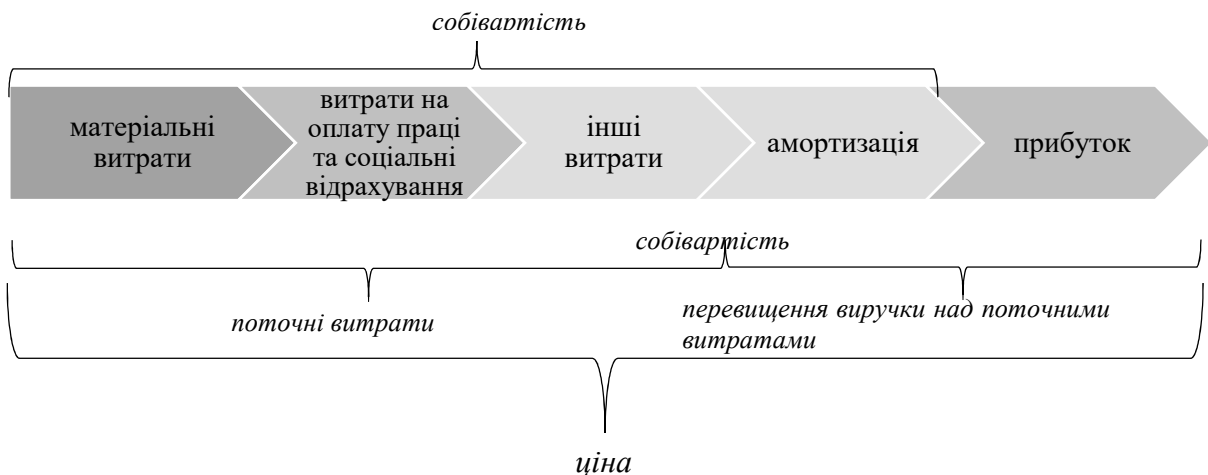 собівартість
матеріальні
витрати
витрати на
оплату праці
та соціальні
відрахування
інші
витрати
амортизація
прибуток
собівартість
поточні витрати
перевищення виручки над поточними
витратами
ціна